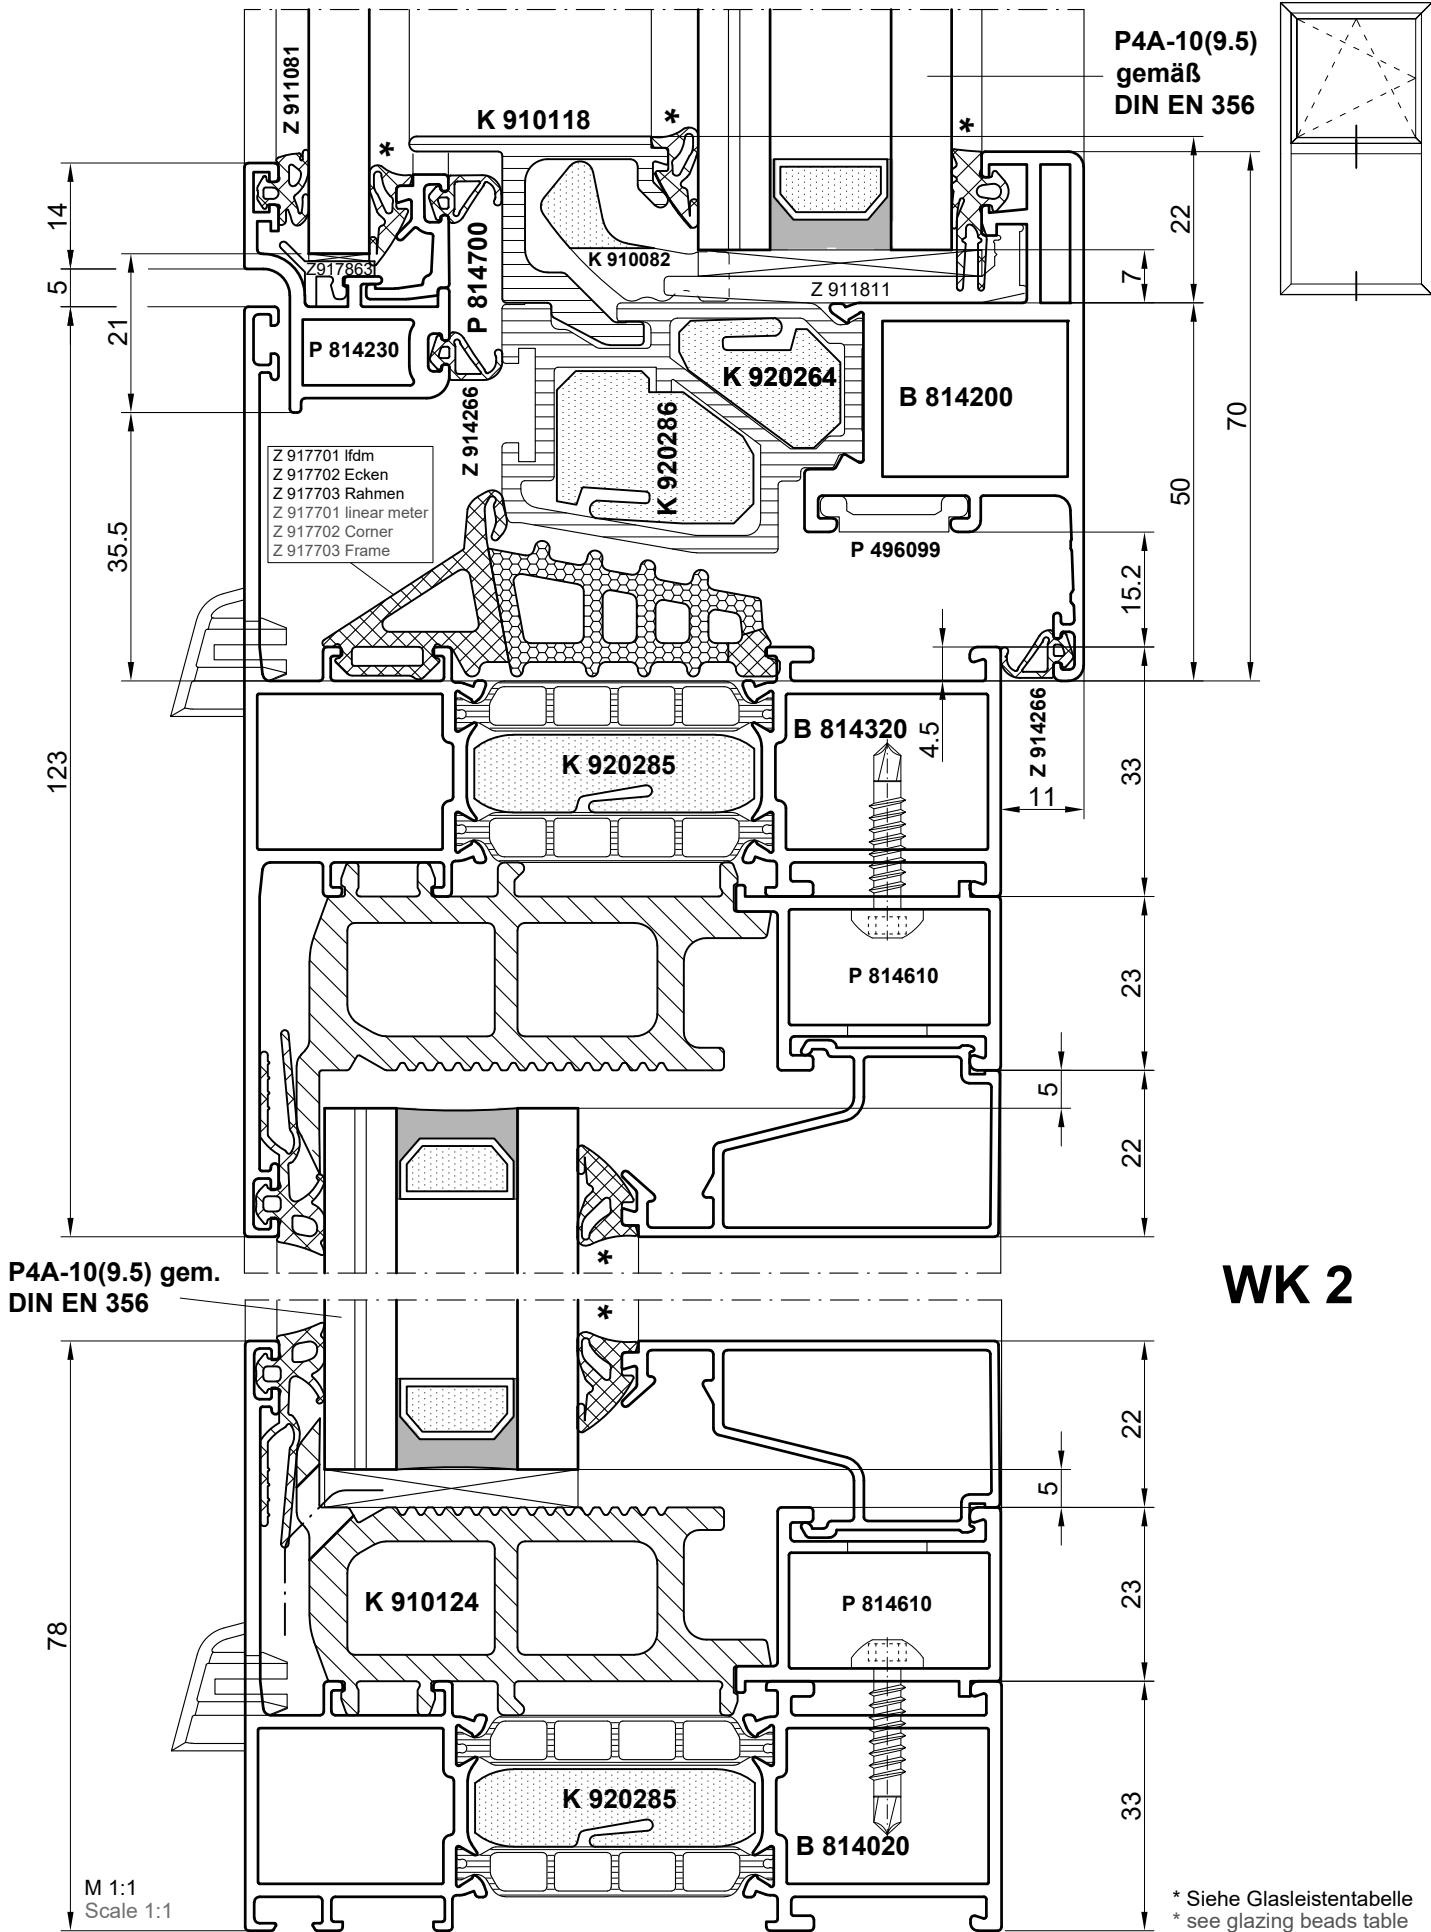 P4A-10(9.5)
gemäß
DIN EN 356
Z 911081
*
K 910118
*
*
14
5
21
35.5
123
Z917863
P 814700
K 910082
Z 911811
22
7
70
50
P 814230
K 920264
B 814200
Z 914266
K 920286
Z 917701 lfdm
Z 917702 Ecken
Z 917703 Rahmen
Z 917701 linear meter
Z 917702 Corner
Z 917703 Frame
P 496099
15.2
B 814320
4.5
Z 914266
11
33
K 920285
P 814610
23
5
22
*
P4A-10(9.5) gem.
DIN EN 356
WK 2
*
22
5
K 910124
P 814610
23
78
K 920285
B 814020
33
M 1:1
Scale 1:1
* Siehe Glasleistentabelle
* see glazing beads table